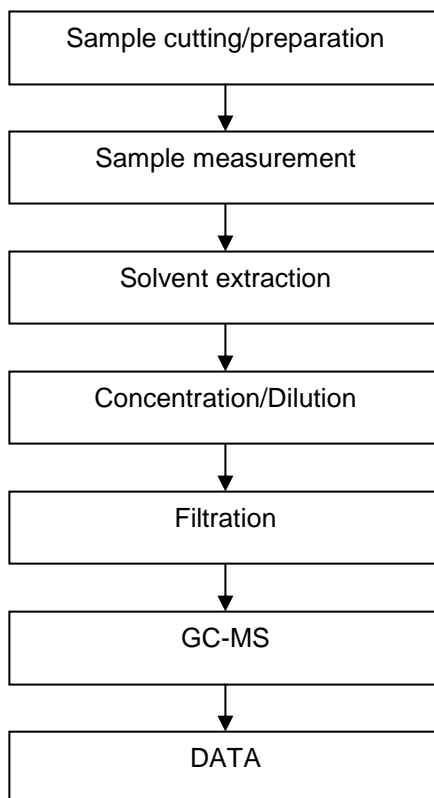 Sample cutting/preparation
Sample measurement
Solvent extraction
Concentration/Dilution
Filtration
GC-MS
DATA